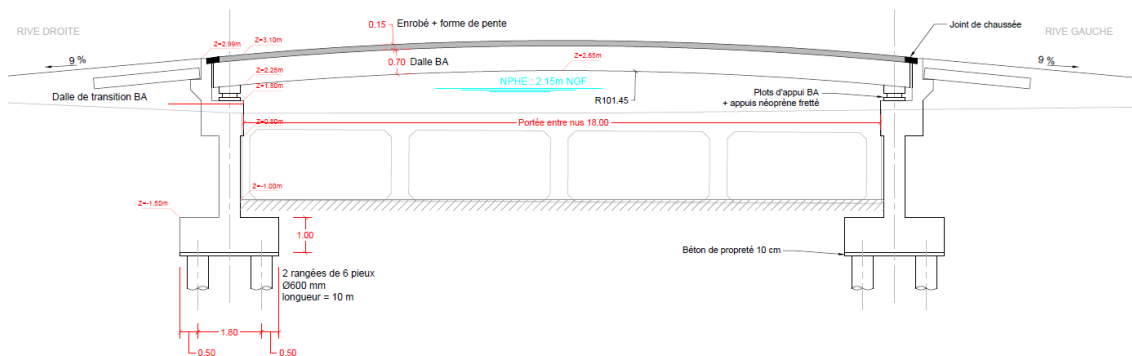 0.15
Enrobé + forme de pente
RIVE DROITE
Joint de chaussée
RIVE GAUCHE
Z=2.99m
Z=3.10m
9 %
0.70
Dalle BA
Z=2.65m
9%
Z=2.26m
NPHE : 2,15m NGF
Z=1.80m
Dalle de transition BA
R101.45
Plots d'appui BA
+ appuis néoprène fretté
Z=0.80m
Portée entre nus 18.00
Z=-1.00m
Z=-1.50m
1.00
Béton de propreté 10 cm
2 rangées de 6 pieux
Ø600 mm
longueur = 10 m
1.80
0.50
0.50